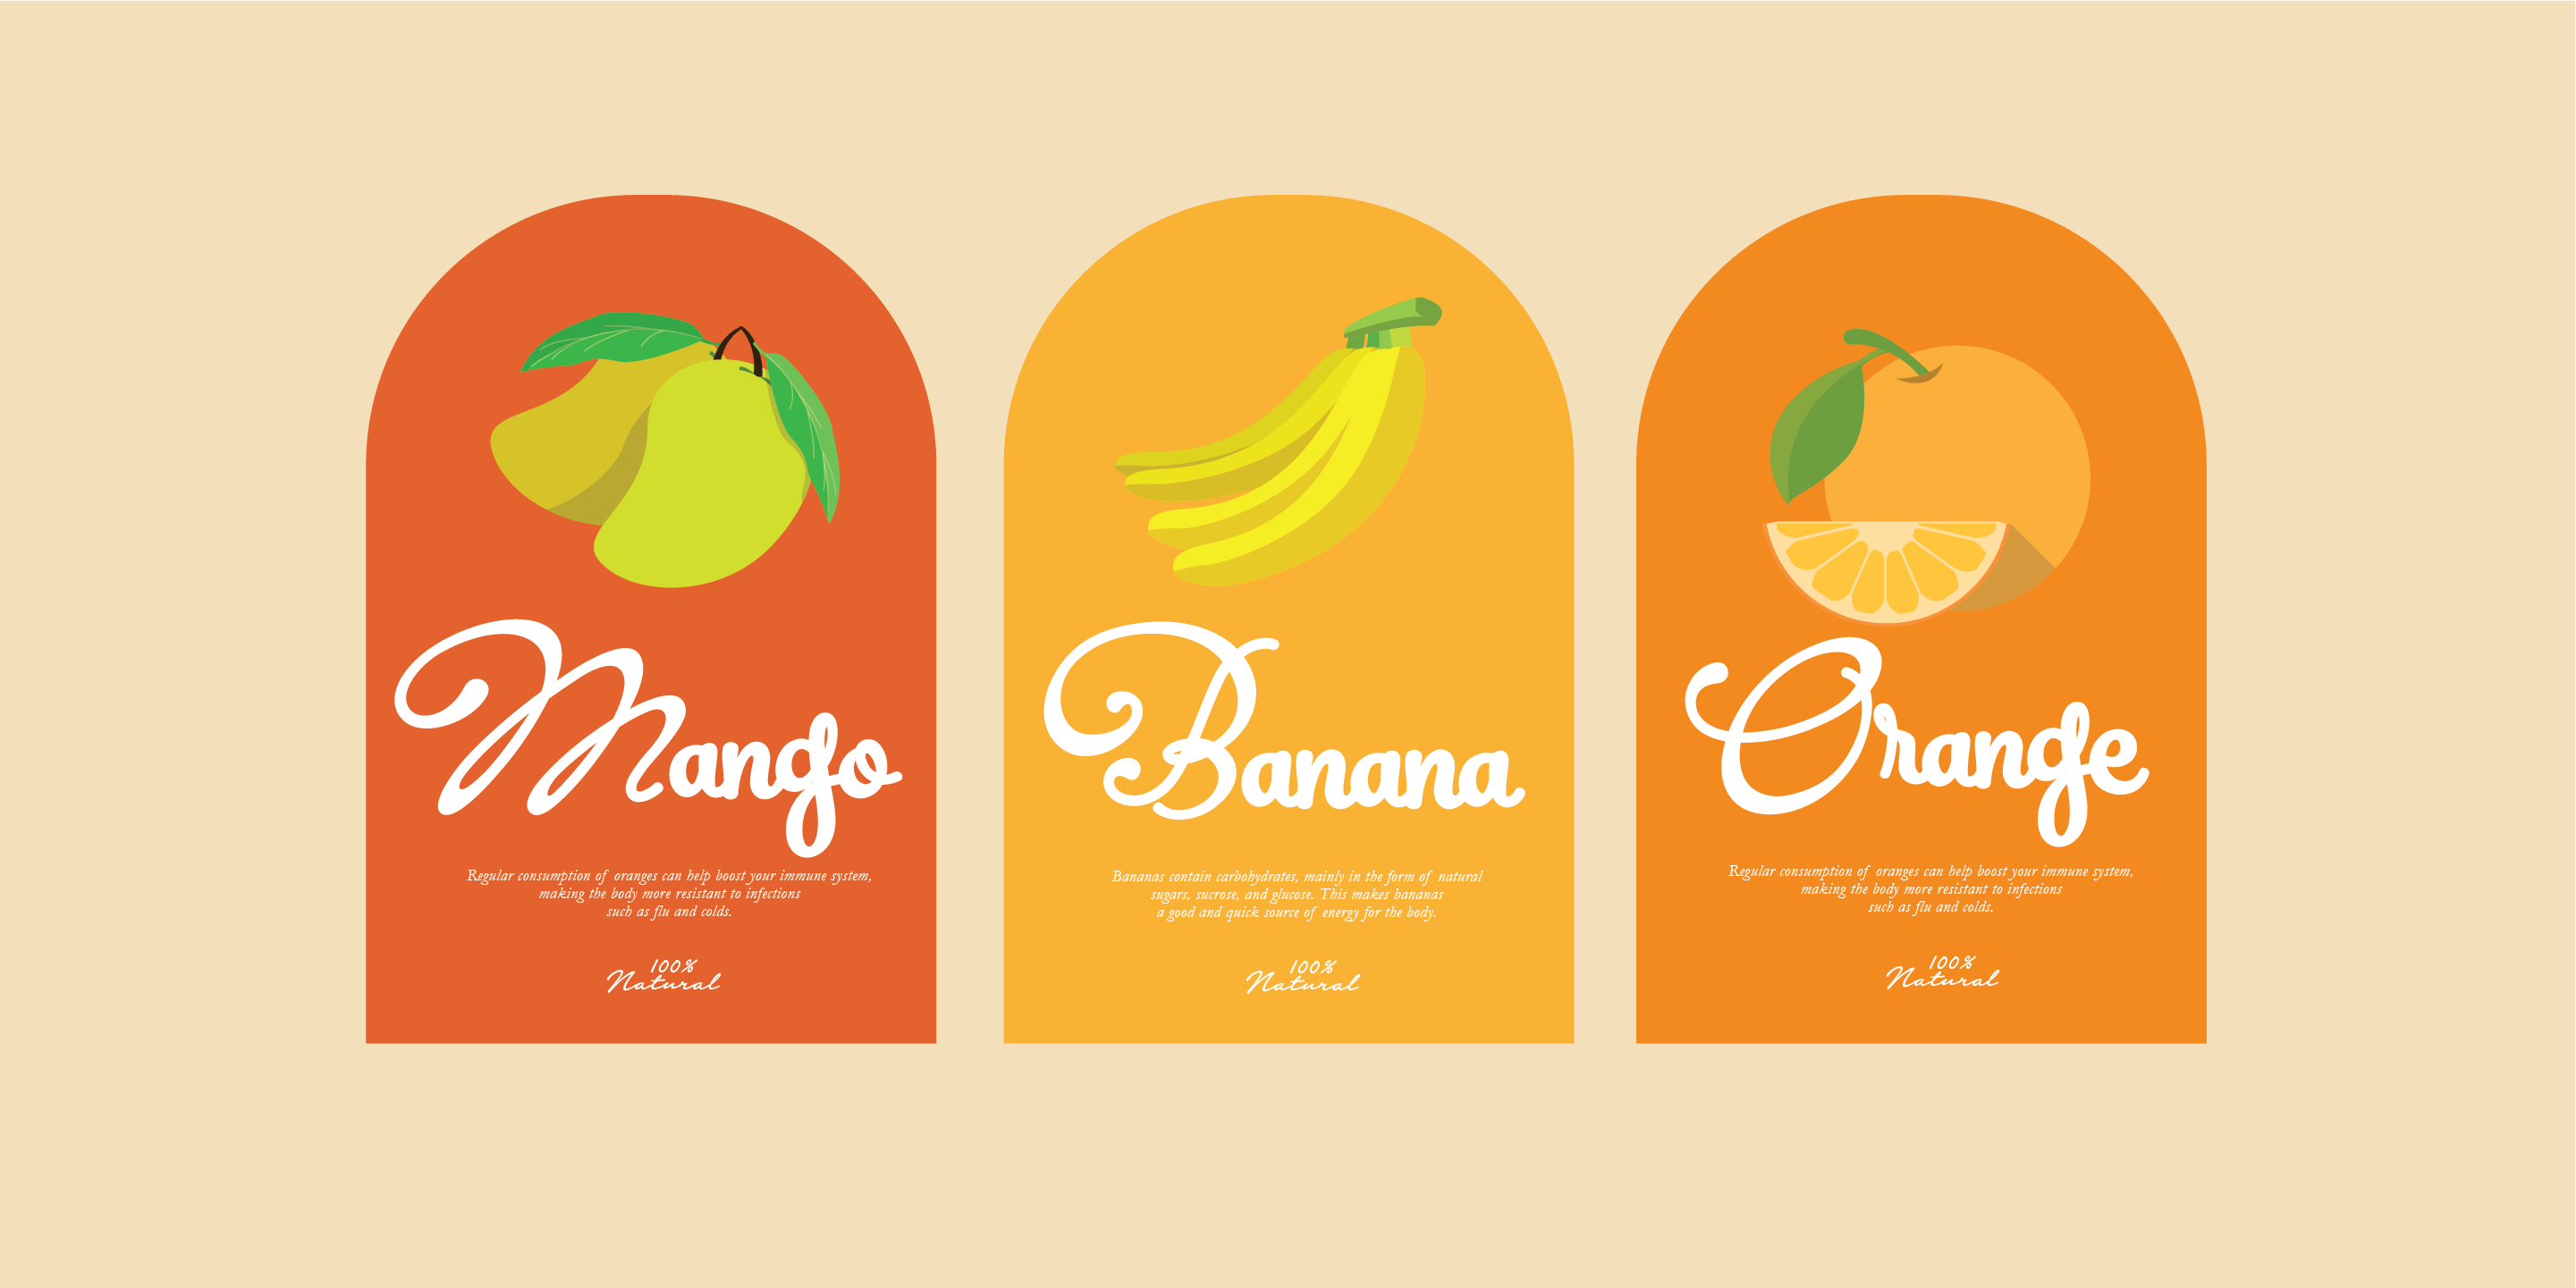 Mango
Regular consumption of oranges can help boost your immune system,
making the body more resistant to infections
such as flu and colds.
100%
Natural
Banana
Bananas contain carbohydrates, mainly in the form of natural
sugars, sucrose, and glucose. This makes bananas
a good and quick source of energy for the body.
100%
Natural
Orange
Regular consumption of oranges can help boost your immune system,
making the body more resistant to infections
such as flu and colds.
100%
Natural